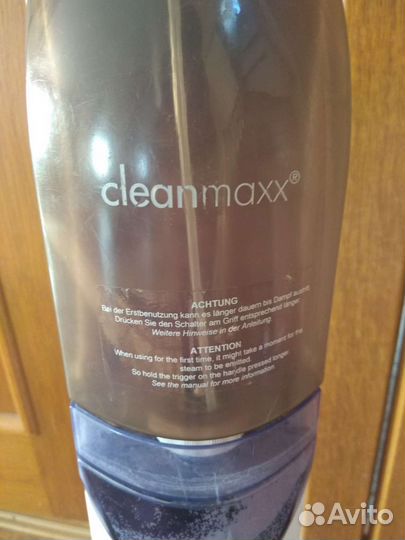 cleanmaxx®
ACHTUNG
Bei der Erstbenutzung kann es länger dauern bis Dampf austritt.
Drücken Sie den Schalter am Griff entsprechend länger.
Weitere Hinweise in der Anleitung.
ATTENTION
When using for the first time, it might take a moment for the
steam to be emitted.
So hold the trigger on the handle pressed longer.
See the manual for more information.
Avito